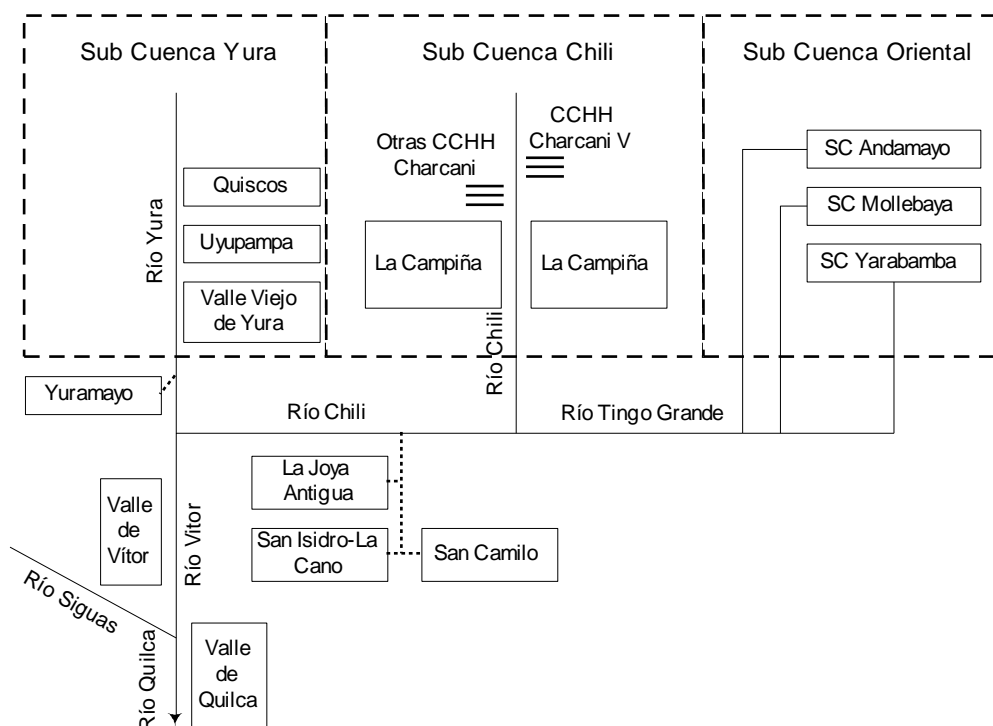 Sub Cuenca Yura
Sub Cuenca Chili
Sub Cuenca Oriental
Río Yura
Quiscos
Uyupampa
Valle Viejo
de Yura
Otras CCHH
Charcani
CCHH
Charcani V
La Campiña
La Campiña
Río Chili
SC Andamayo
SC Mollebaya
SC Yarabamba
Yuramayo
Río Chili
Río Tingo Grande
La Joya
Antigua
San Isidro-La
Cano
San Camilo
Valle
de
Vítor
Río Vitor
Río Siguas
Río Quilca
Valle
de
Quilca